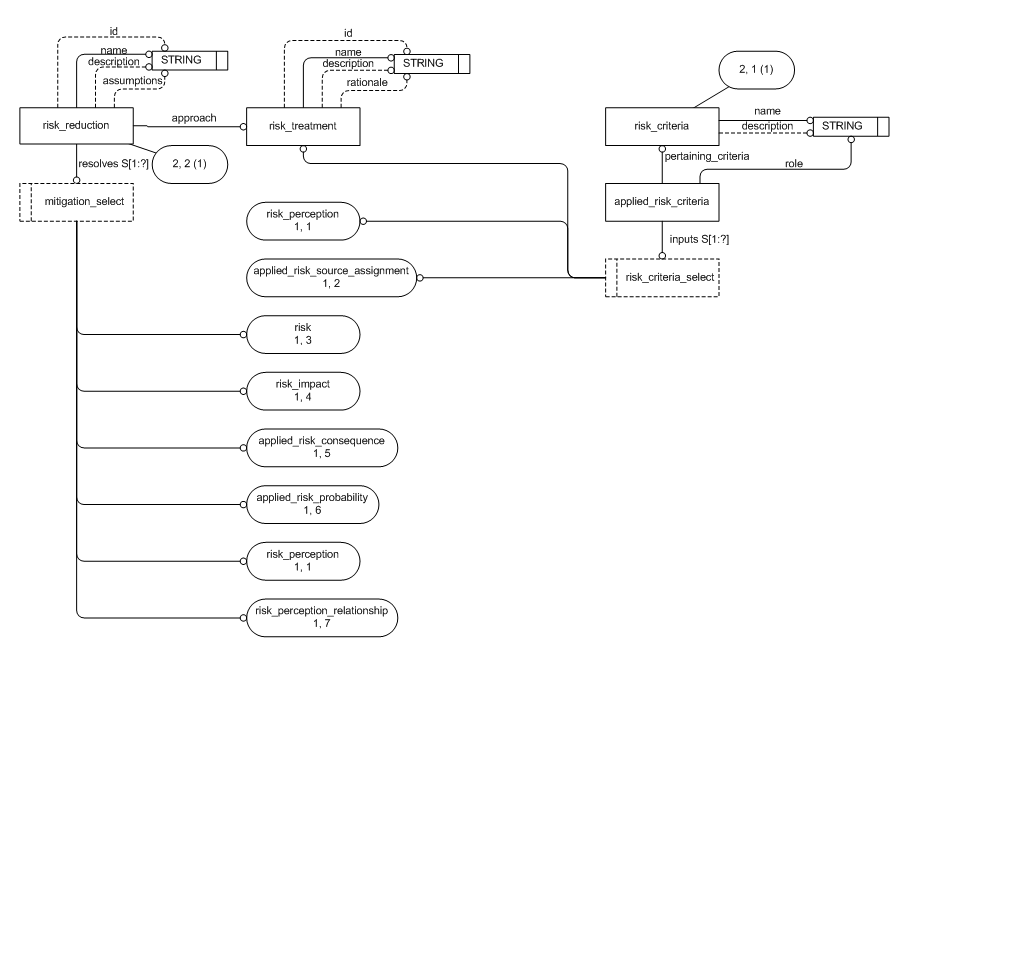 id
name
description
STRING
assumptions
risk_reduction
approach
resolves S[1:?]
2, 2 (1)
mitigation_select
id
name
description
STRING
rationale
risk_treatment
2, 1 (1)
risk_criteria
name
description
STRING
pertaining_criteria
role
applied_risk_criteria
inputs S[1:?]
risk_criteria_select
risk_perception
1, 1
applied_risk_source_assignment
1, 2
risk
1, 3
risk_impact
1, 4
applied_risk_consequence
1, 5
applied_risk_probability
1, 6
risk_perception
1, 1
risk_perception_relationship
1, 7